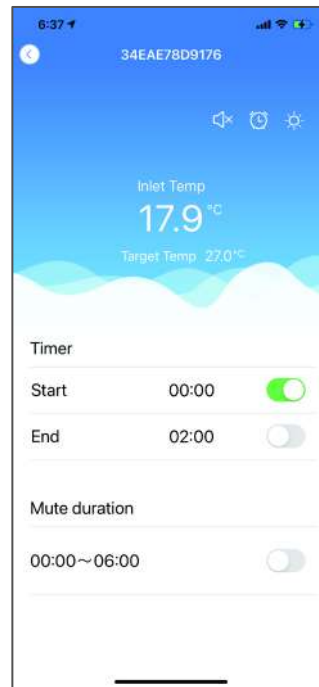 6:37
34EAE78D9176
Inlet Temp
17.9 °C
Target Temp 27.0°C
Timer
Start 00:00
End 02:00
Mute duration
00:00～06:00